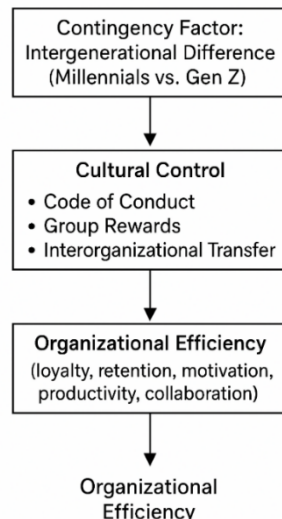 Contingency Factor:
Intergenerational Difference
(Millennials vs. Gen Z)
Cultural Control
• Code of Conduct
• Group Rewards
• Interorganizational Transfer
Organizational Efficiency
(loyalty, retention, motivation,
productivity, collaboration)
Organizational
Efficiency